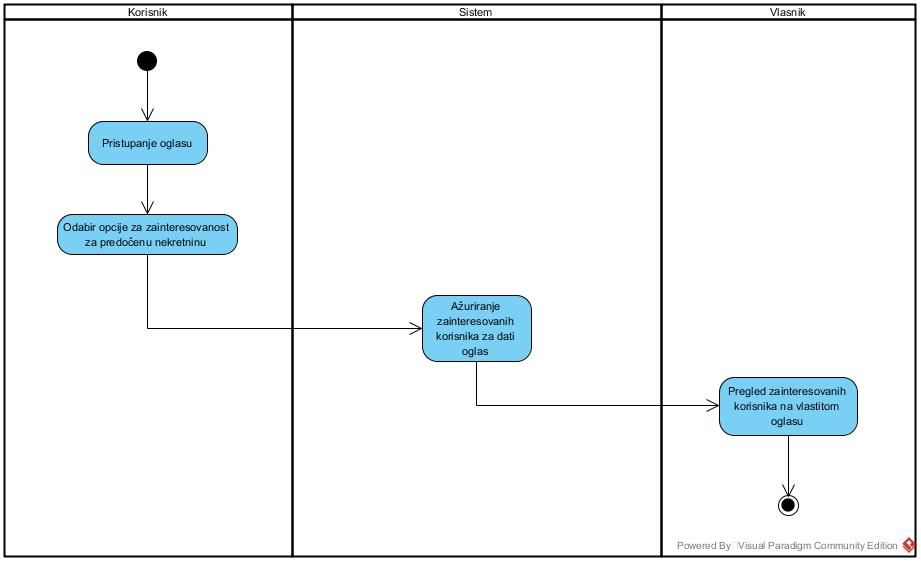 Korisnik
Sistem
Vlasnik
Pristupanje oglasu
Odabir opcije za zainteresovanost
za predočenu nekretninu
Ažuriranje
zainteresovanih
korisnika za dati
oglas
Pregled zainteresovanih
korisnika na vlastitom
oglasu
Powered By Visual Paradigm Community Edition